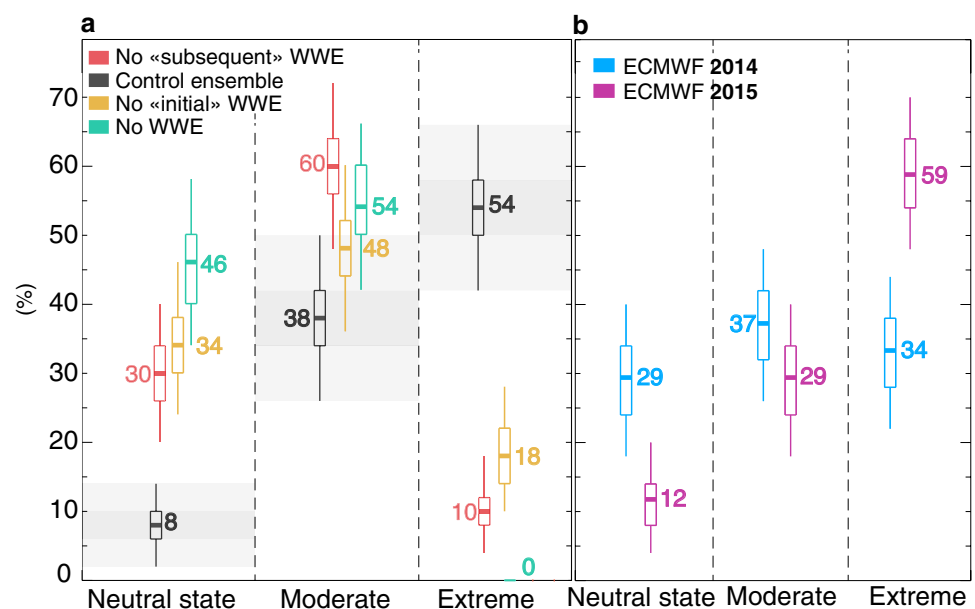 a
No «subsequent» WWE
Control ensemble
No «initial» WWE
No WWE
(%)
70
60
50
40
30
20
10
0
30
8
34
46
38
60
48
54
54
10
18
0
Neutral state
Moderate
Extreme
b
ECMWF 2014
ECMWF 2015
29
12
37
29
34
59
Neutral state
Moderate
Extreme